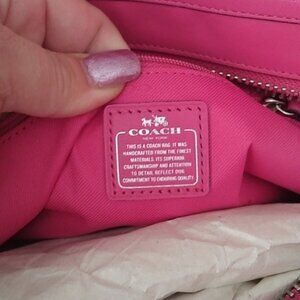 COACH
NEW YORK
THIS IS A COACH BAG. IT WAS
HANDCRAFTED FROM THE FINEST
MATERIALS. ITS SUPERIOR
CRAFTSMANSHIP AND ATTENTION
TO DETAIL REFLECT OUR
COMMITMENT TO ENDURING QUALITY.